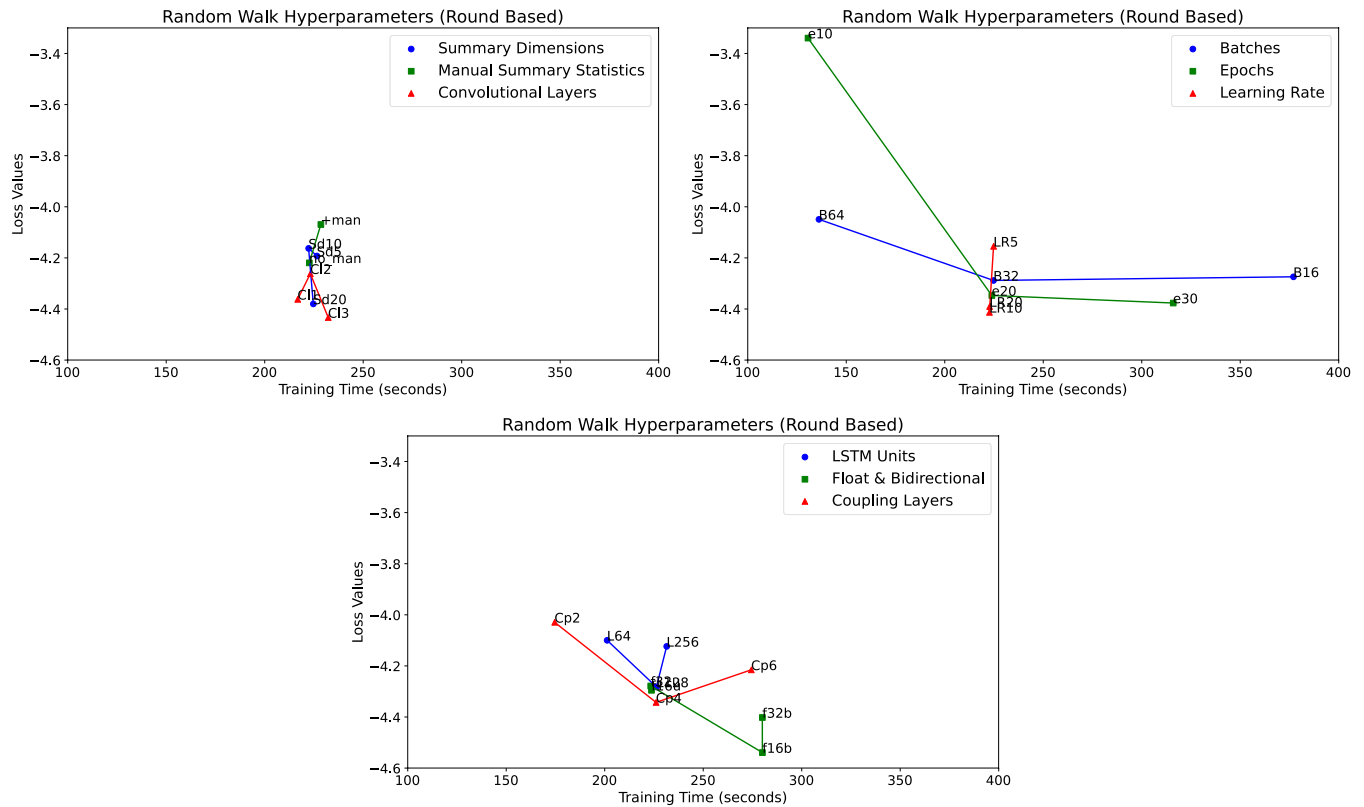 Random Walk Hyperparameters (Round Based)
Summary Dimensions
Manual Summary Statistics
Convolutional Layers
Loss Values
−3.4
−3.6
−3.8
−4.0
−4.2
−4.4
−4.6
+man
Sd10
Sd5
no_man
Cl2
Cl1
Sd20
Cl3
100 200 250 300 350 400
Training Time (seconds)
Random Walk Hyperparameters (Round Based)
Batches
Epochs
Learning Rate
Loss Values
−3.4
−3.6
−3.8
−4.0
−4.2
−4.4
−4.6
e10
B64
LR5
B32
B16
e20
e30
LR20
LR10
100 200 250 300 350 400
Training Time (seconds)
Random Walk Hyperparameters (Round Based)
LSTM Units
Float & Bidirectional
Coupling Layers
Loss Values
−3.4
−3.6
−3.8
−4.0
−4.2
−4.4
−4.6
Cp2
L64
L256
Cp6
Cp4
f32b
f16b
100 200 250 300 350 400
Training Time (seconds)